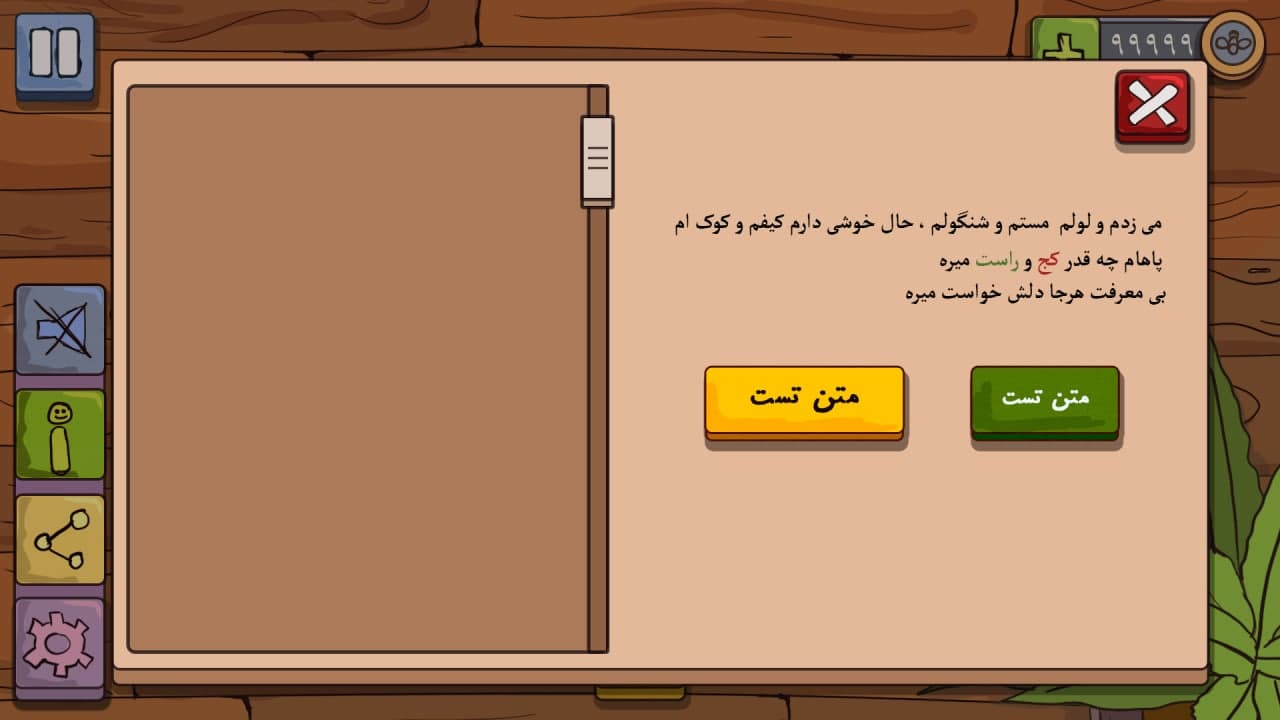 ۹۹۹۹۹
می زدم و لولم مستم و شنگولم ، حال خوشی دارم کیفم و کوک ام
پاهام چه قدر کج و راست میره
بی معرفت هرجا دلش خواست میره
متن تست
متن تست